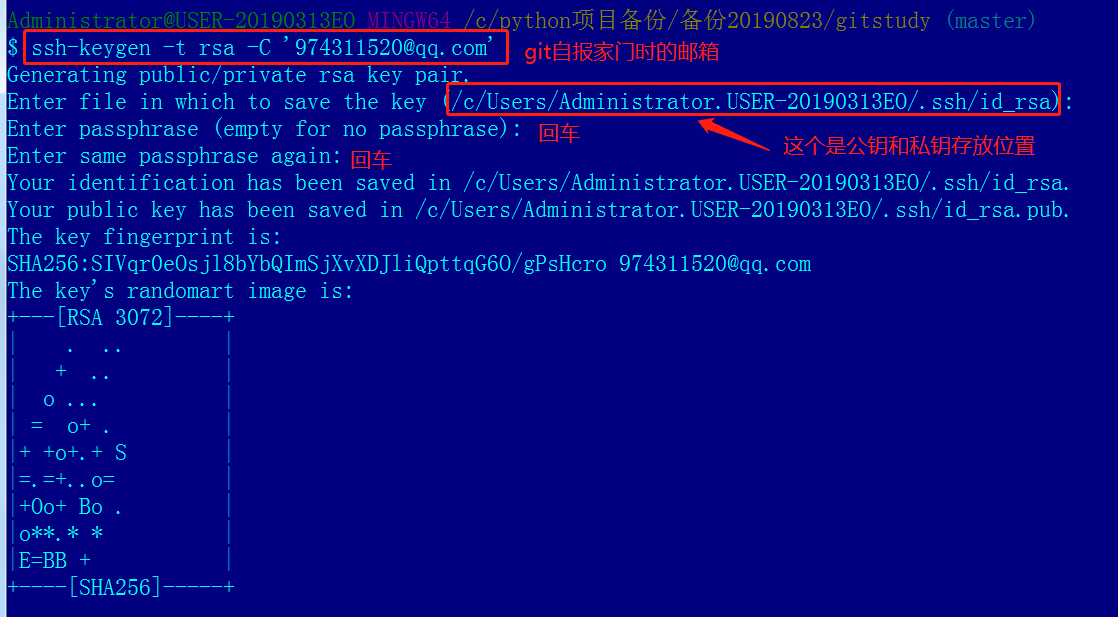 Administrator@USER-20190313EO MINGW64 /c/python项目备份/备份20190823/gitstudy (master)
$ ssh-keygen -t rsa -C '974311520@qq.com' git自报家门时的邮箱
Generating public/private rsa key pair.
Enter file in which to save the key (/c/Users/Administrator.USER-20190313EO/.ssh/id_rsa):
Enter passphrase (empty for no passphrase): 回车
这个是公钥和私钥存放位置
Enter same passphrase again: 回车
Your identification has been saved in /c/Users/Administrator.USER-20190313EO/.ssh/id_rsa.
Your public key has been saved in /c/Users/Administrator.USER-20190313EO/.ssh/id_rsa.pub.
The key fingerprint is:
SHA256:SIVqr0eOsjl8bYbQImSjXvXDJliQpttqG6O/gPsHcro 974311520@qq.com
The key's randomart image is:
+---[RSA 3072]----+
|    .  ..        |
|   +  ..         |
|  o ...          |
| =  o+ .         |
|+ +o+.+ S        |
|=.=+..o=         |
|+Oo+ Bo .        |
|o**.* *          |
|E=BB +           |
+----[SHA256]-----+